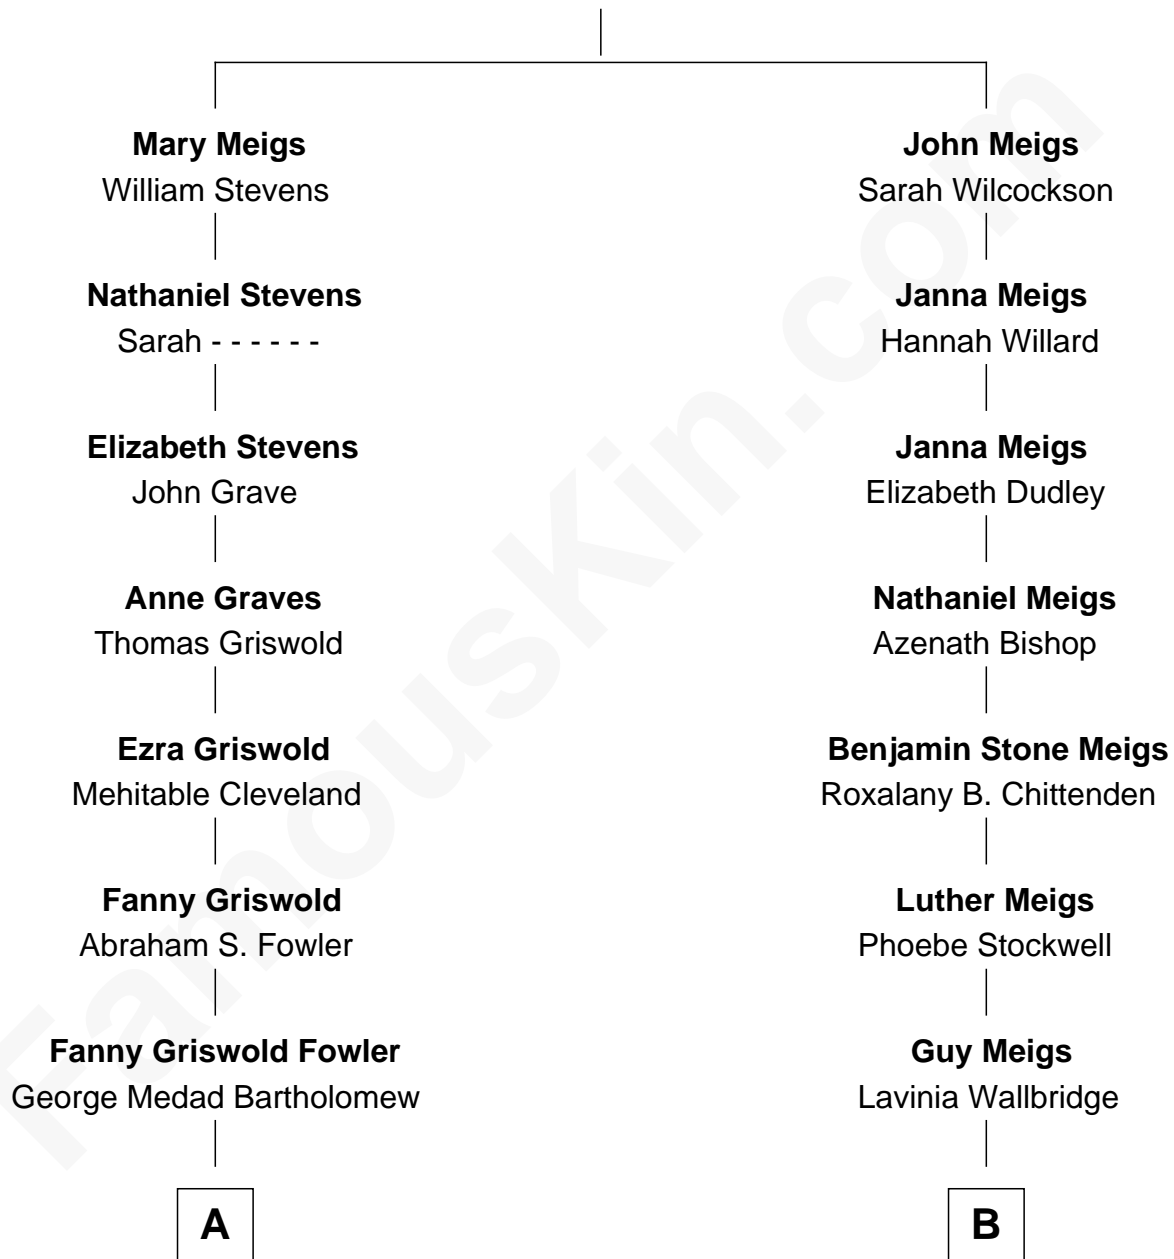 Mary Meigs
William Stevens
Nathaniel Stevens
Sarah - - - - - -
Elizabeth Stevens
John Grave
Anne Graves
Thomas Griswold
Ezra Griswold
Mehitable Cleveland
Fanny Griswold
Abraham S. Fowler
Fanny Griswold Fowler
George Medad Bartholomew
A
John Meigs
Sarah Wilcockson
Janna Meigs
Hannah Willard
Janna Meigs
Elizabeth Dudley
Nathaniel Meigs
Azenath Bishop
Benjamin Stone Meigs
Roxalany B. Chittenden
Luther Meigs
Phoebe Stockwell
Guy Meigs
Lavinia Wallbridge
B
FamousKin.com